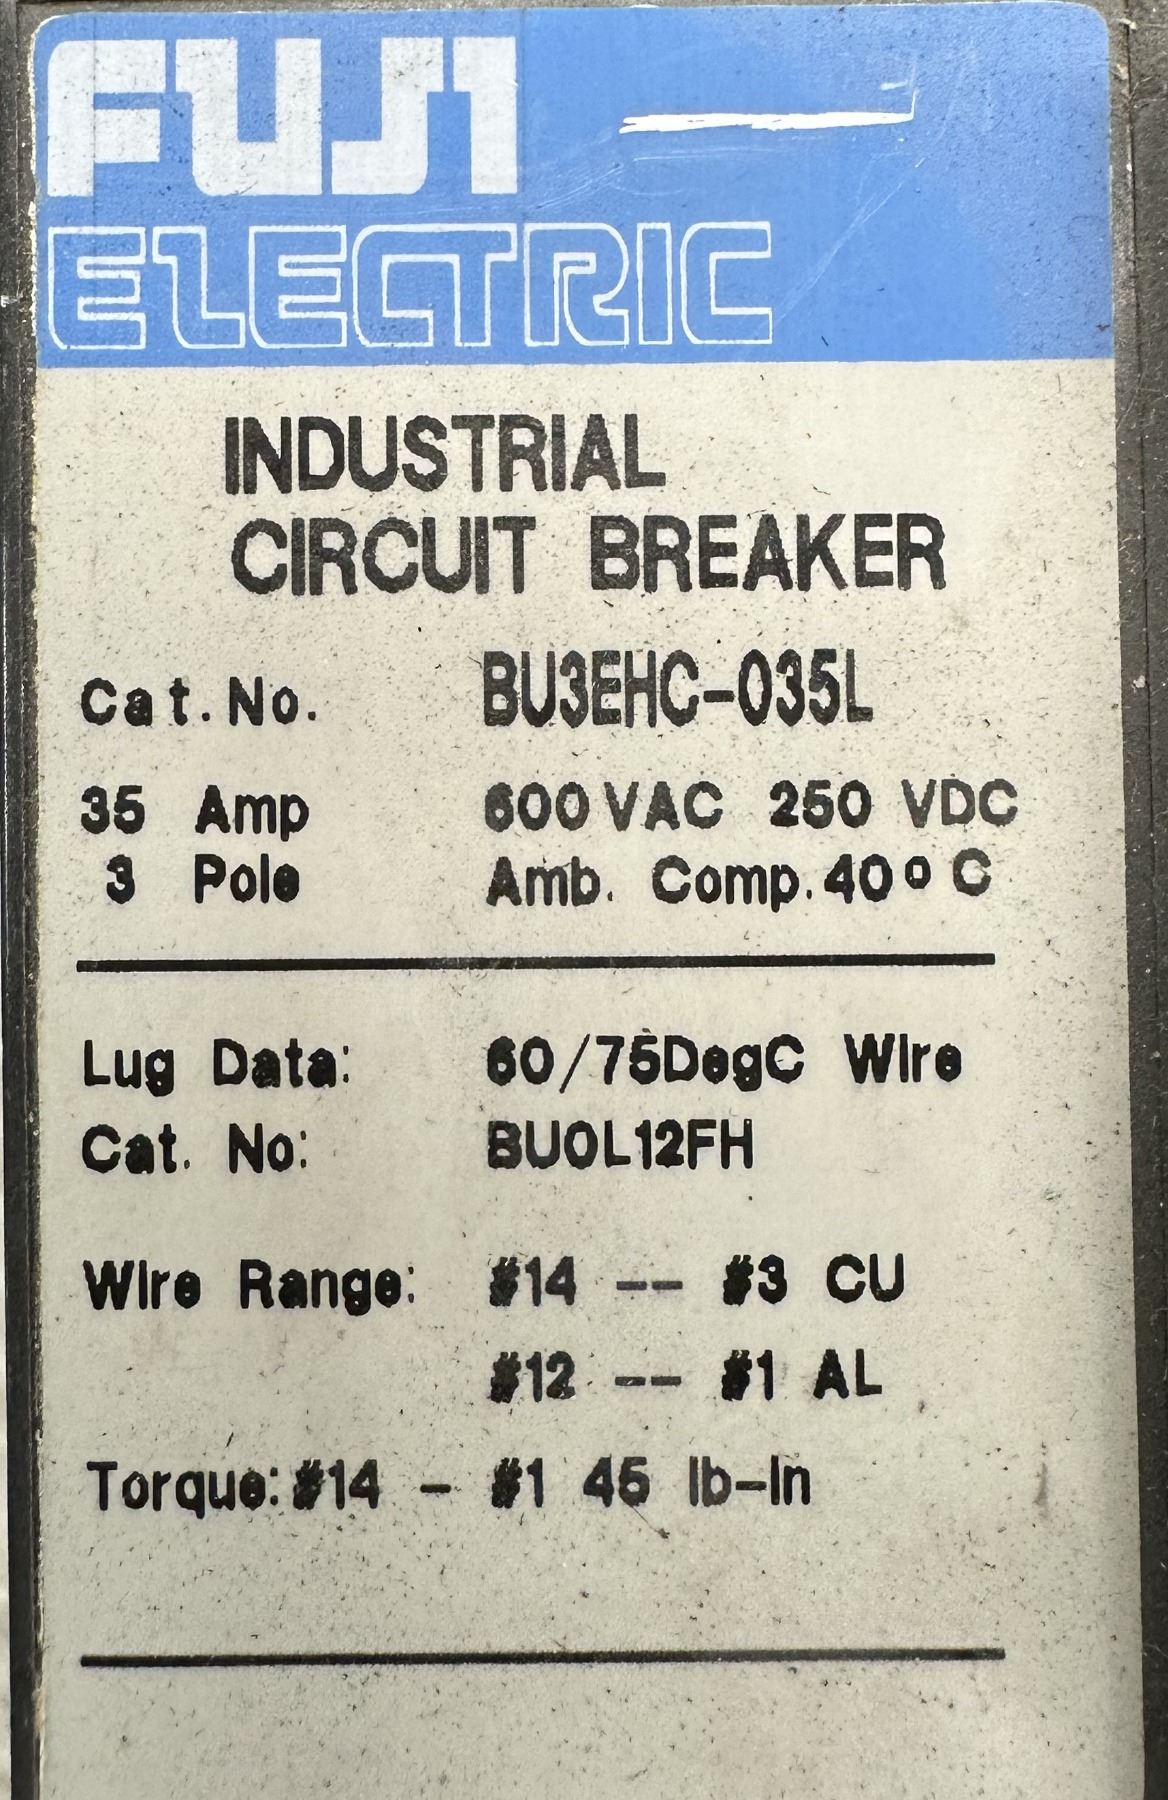 FUJI
ELECTRIC
INDUSTRIAL
CIRCUIT BREAKER
Cat.No. BU3EHC-035L
35 Amp 600 VAC 250 VDC
3 Pole Amb. Comp. 40° C
Lug Data: 60/75DegC Wire
Cat. No: BU0L12FH
Wire Range: #14 -- #3 CU
#12 -- #1 AL
Torque: #14 - #1 45 lb-in